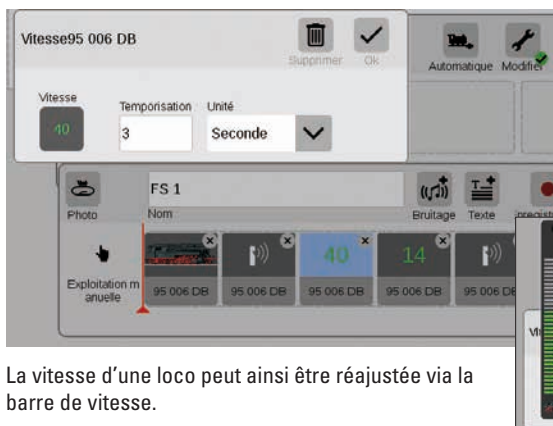 Vitesse95 006 DB
Supprimer Ok
Automatique Modifier
Vitesse Temporisation Unité
40 3 Seconde
FS 1
Photo Nom Bruitage Texte
40 14
Exploitation m
anuelle
95 006 DB 95 006 DB 95 006 DB 95 006 DB 95 006 DB
La vitesse d’une loco peut ainsi être réajustée via la
barre de vitesse.